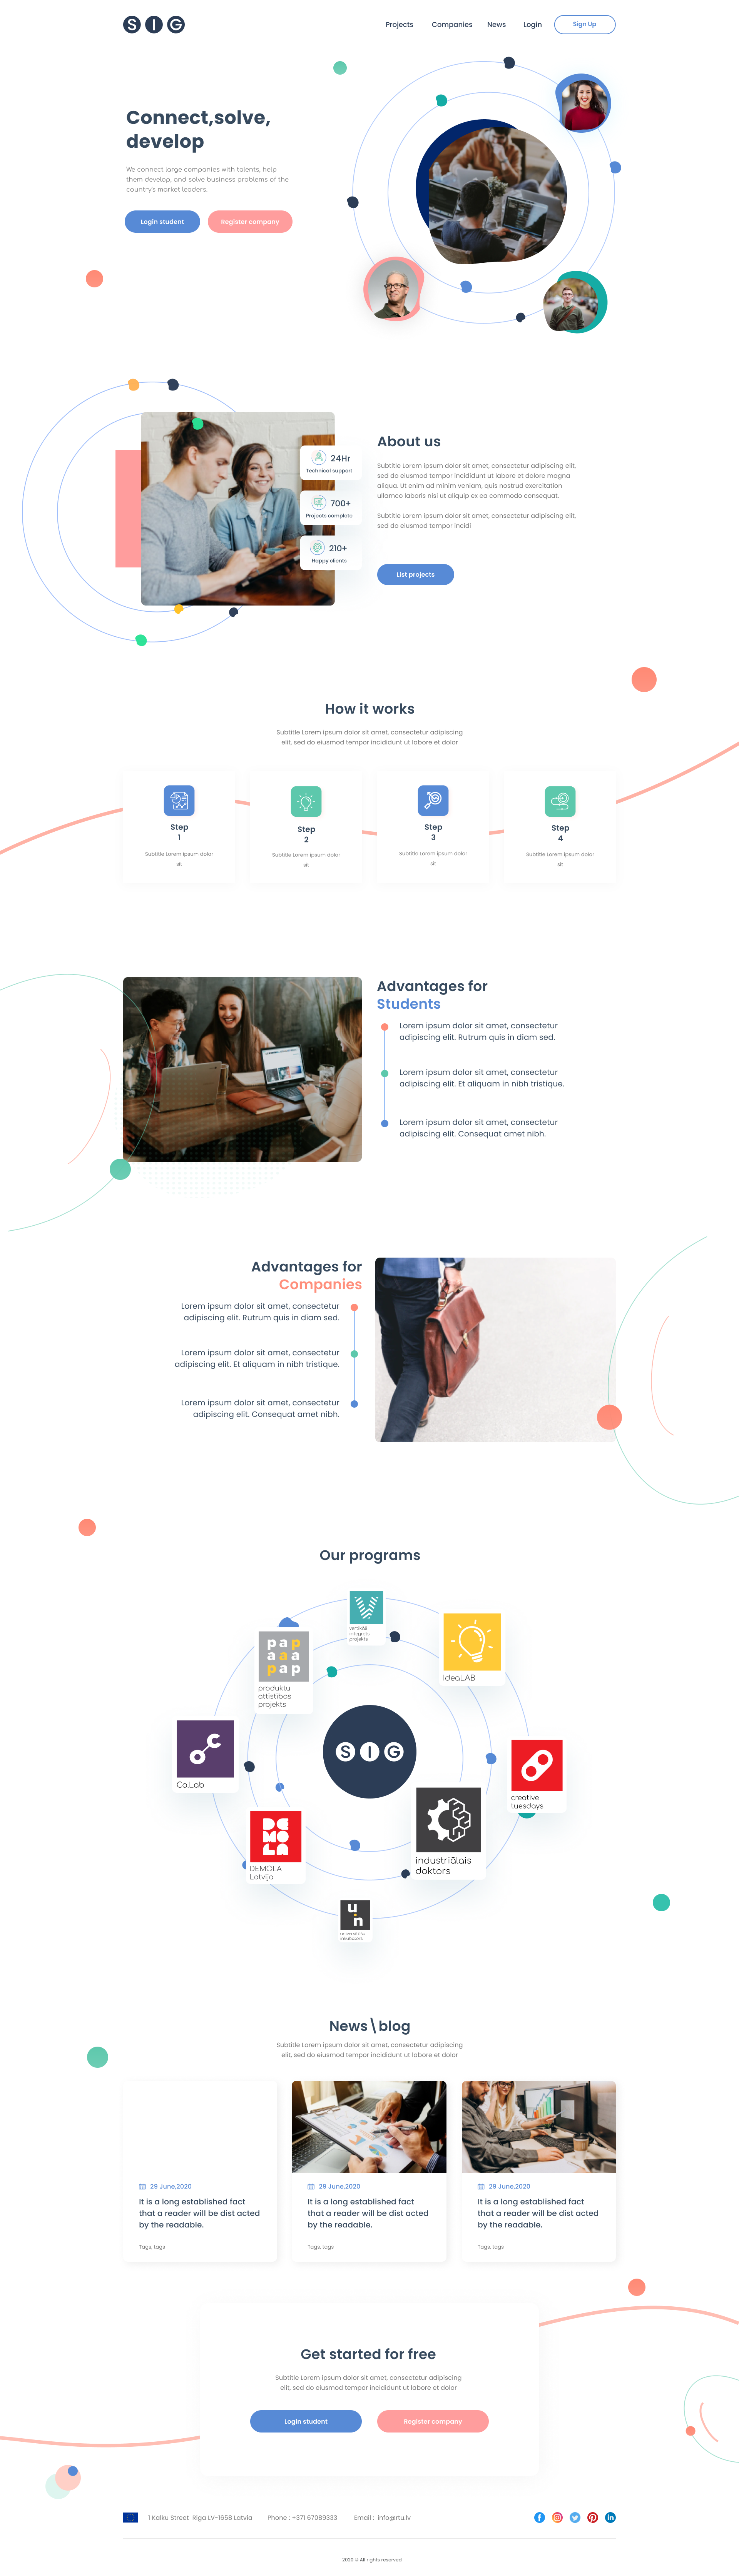 SIG
Projects Companies News Login Sign Up
Connect,solve,
develop
We connect large companies with talents, help
them develop, and solve business problems of the
country's market leaders.
Login student Register company
24Hr
Technical support
700+
Projects complete
210+
Happy clients
About us
Subtitle Lorem ipsum dolor sit amet, consectetur adipiscing elit,
sed do eiusmod tempor incididunt ut labore et dolore magna
aliqua. Ut enim ad minim veniam, quis nostrud exercitation
ullamco laboris nisi ut aliquip ex ea commodo consequat.
Subtitle Lorem ipsum dolor sit amet, consectetur adipiscing elit,
sed do eiusmod tempor incidi
List projects
How it works
Subtitle Lorem ipsum dolor sit amet, consectetur adipiscing
elit, sed do eiusmod tempor incididunt ut labore et dolor
Step
1
Subtitle Lorem ipsum dolor
sit
Step
2
Subtitle Lorem ipsum dolor
sit
Step
3
Subtitle Lorem ipsum dolor
sit
Step
4
Subtitle Lorem ipsum dolor
sit
Advantages for
Students
Lorem ipsum dolor sit amet, consectetur
adipiscing elit. Rutrum quis in diam sed.
Lorem ipsum dolor sit amet, consectetur
adipiscing elit. Et aliquam in nibh tristique.
Lorem ipsum dolor sit amet, consectetur
adipiscing elit. Consequat amet nibh.
Advantages for
Companies
Lorem ipsum dolor sit amet, consectetur
adipiscing elit. Rutrum quis in diam sed.
Lorem ipsum dolor sit amet, consectetur
adipiscing elit. Et aliquam in nibh tristique.
Lorem ipsum dolor sit amet, consectetur
adipiscing elit. Consequat amet nibh.
Our programs
vertikāli
integrēts
projekts
pap
aaa
pap
produktu
attīstības
projekts
IdeaLAB
Co.Lab
SIG
creative
tuesdays
DEMOLA
DEMOLA
Latvija
industriālais
doktors
u
in
universitāšu
inkubators
News\blog
Subtitle Lorem ipsum dolor sit amet, consectetur adipiscing
elit, sed do eiusmod tempor incididunt ut labore et dolor
29 June,2020
It is a long established fact
that a reader will be dist acted
by the readable.
Tags, tags
29 June,2020
It is a long established fact
that a reader will be dist acted
by the readable.
Tags, tags
29 June,2020
It is a long established fact
that a reader will be dist acted
by the readable.
Tags, tags
Get started for free
Subtitle Lorem ipsum dolor sit amet, consectetur adipiscing
elit, sed do eiusmod tempor incididunt ut labore et dolor
Login student Register company
1 Kalku Street Riga LV-1658 Latvia Phone : +371 67089333 Email : info@rtu.lv
2020 © All rights reserved